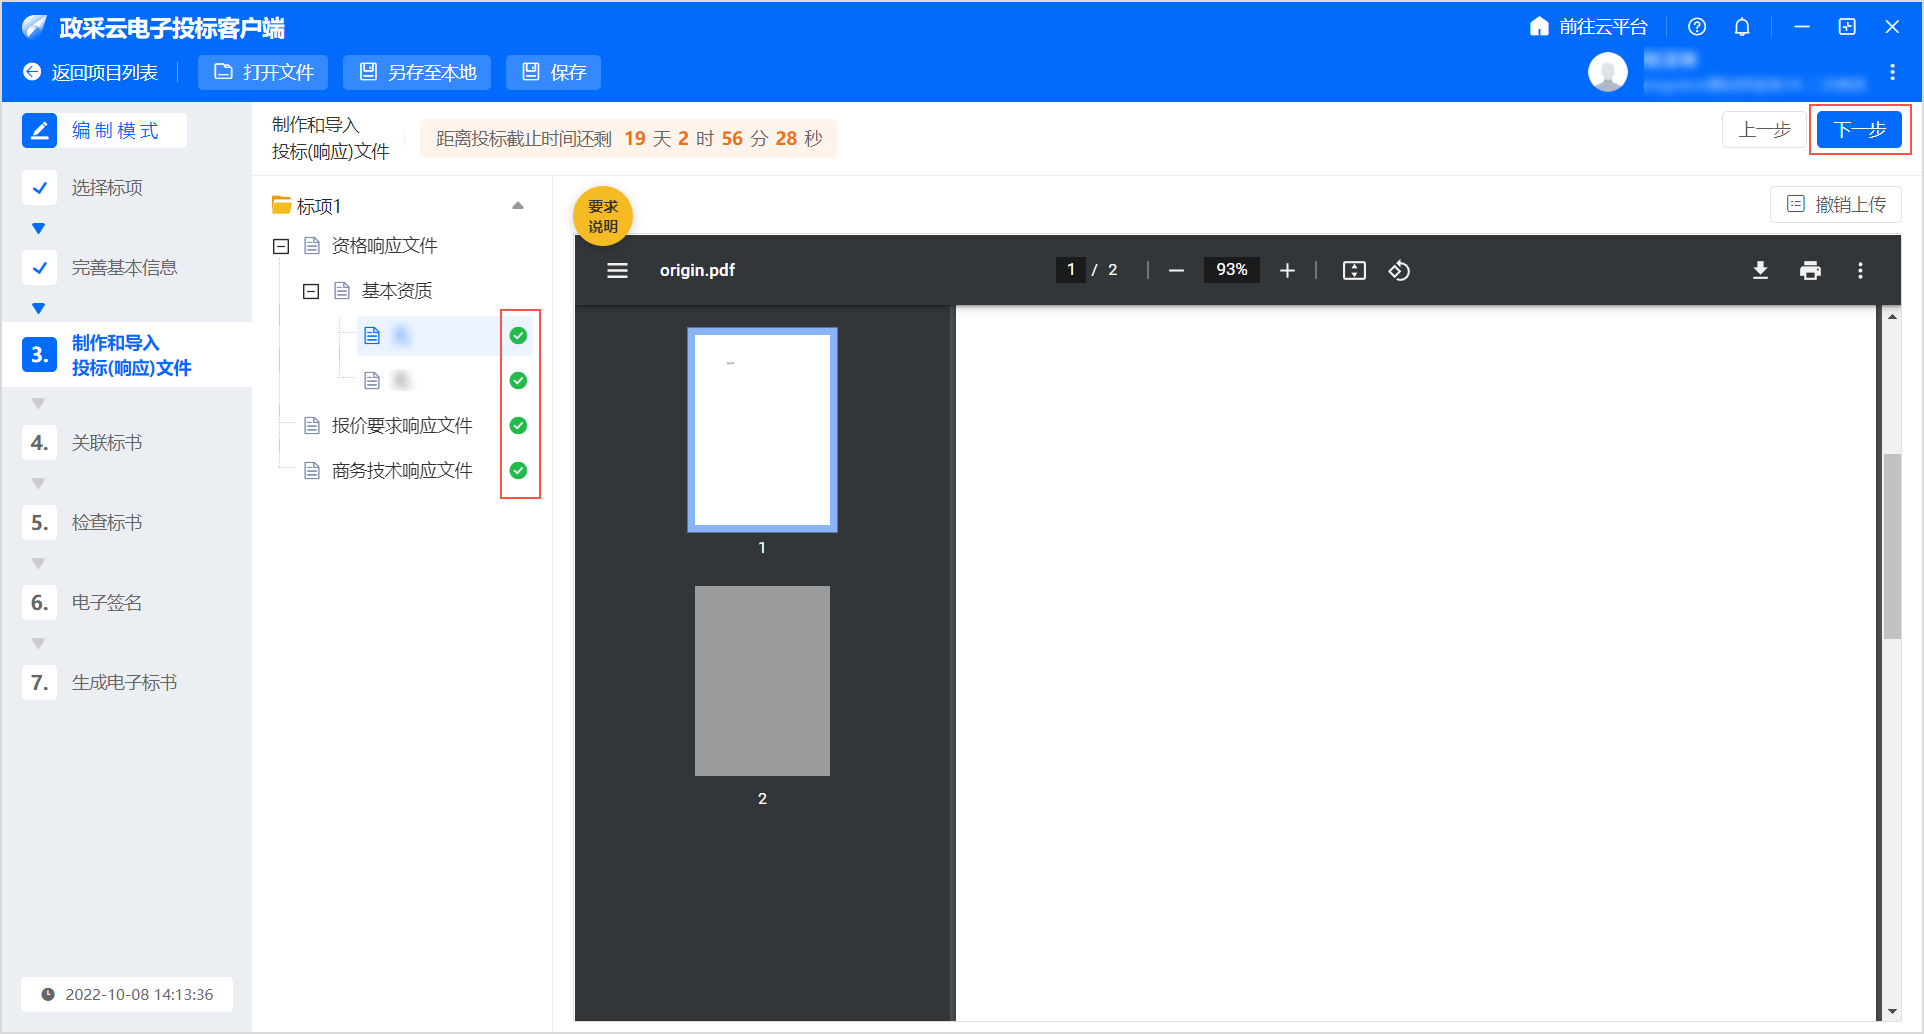 政采云电子投标客户端
前往云平台
返回项目列表
打开文件
另存至本地
保存
编制模式
选择标项
完善基本信息
3.
制作和导入
投标(响应)文件
4.
关联标书
5.
检查标书
6.
电子签名
7.
生成电子标书
2022-10-08 14:13:36
制作和导入
投标(响应)文件
距离投标截止时间还剩 19 天 2 时 56 分 28 秒
上一步
下一步
标项1
资格响应文件
基本资质
报价要求响应文件
商务技术响应文件
要求
说明
撤销上传
origin.pdf
1 / 2
93%
1
2